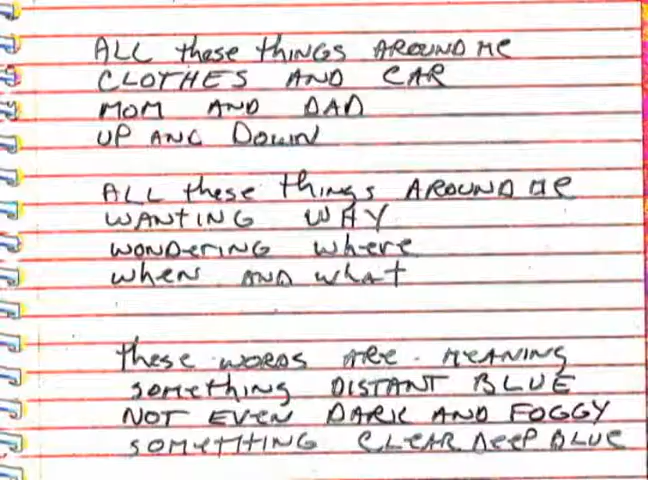 ALL these thINGS AROUND ME
CLOTHES AND CAR
MOM AND DAD
UP AND DOWN
ALL these things AROUND ME
WANTING WAY
WONDERING where
when AND what
these WORDS ARE MEANING
something DISTANT BLUE
NOT EVEN DARK AND FOGGY
SOMETHING CLEAR DEEP BLUE